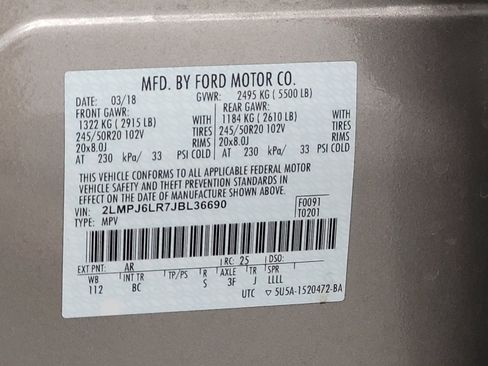 MFD. BY FORD MOTOR CO.
DATE: 03/18 GVWR: 2495 KG ( 5500 LB)
FRONT GAWR: REAR GAWR:
1322 KG ( 2915 LB) WITH 1184 KG ( 2610 LB) WITH
245/50R20 102V TIRES 245/50R20 102V TIRES
20x8.0J RIMS 20x8.0J RIMS
AT 230 kPa/ 33 PSI COLD AT 230 kPa/ 33 PSI COLD
THIS VEHICLE CONFORMS TO ALL APPLICABLE FEDERAL MOTOR
VEHICLE SAFETY AND THEFT PREVENTION STANDARDS IN
EFFECT ON THE DATE OF MANUFACTURE SHOWN ABOVE.
VIN: 2LMPJ6LR7JBL36690 F0091
TYPE: MPV T0201
EXT PNT: AR RC: 25 DSO:
WB INT TR TP/PS R AXLE TR SPR
112 BC S 3F J LLLL
UTC ▽ 5U5A-1520472-BA